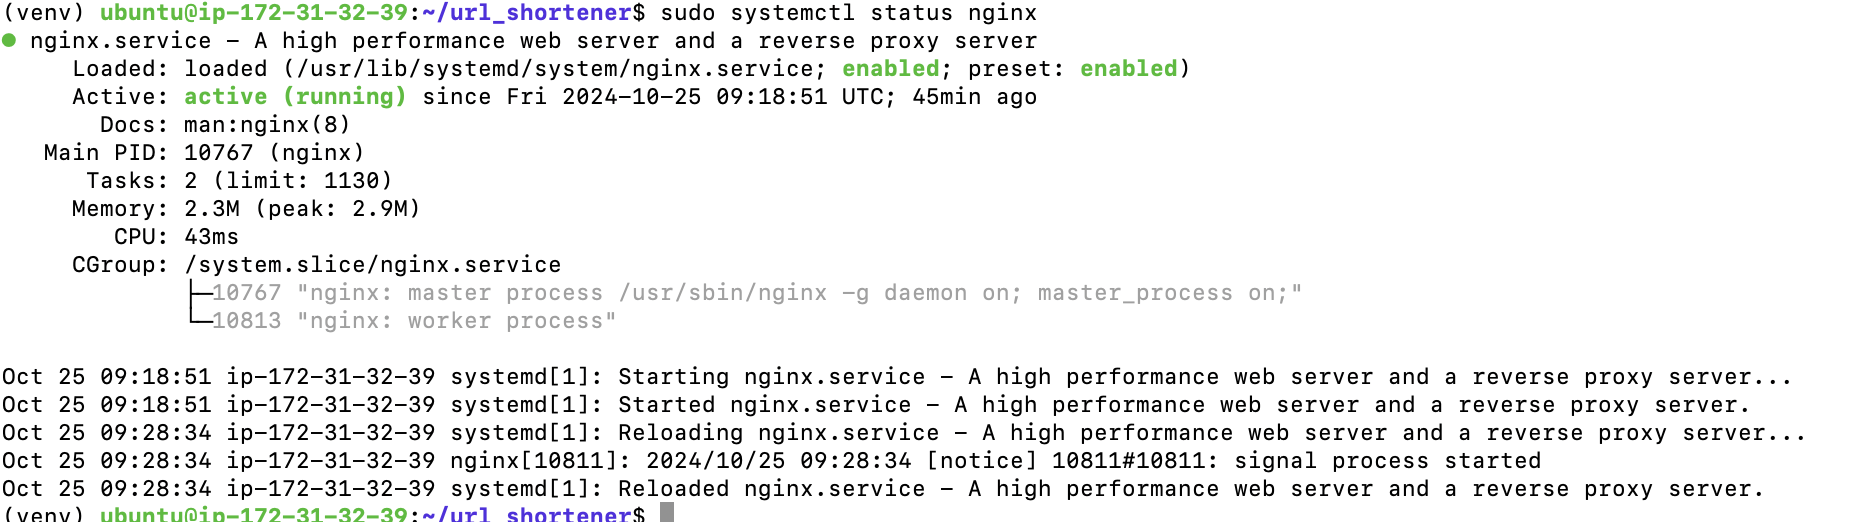 (venv) ubuntu@ip-172-31-32-39:~/url_shortener$ sudo systemctl status nginx
● nginx.service - A high performance web server and a reverse proxy server
     Loaded: loaded (/usr/lib/systemd/system/nginx.service; enabled; preset: enabled)
     Active: active (running) since Fri 2024-10-25 09:18:51 UTC; 45min ago
       Docs: man:nginx(8)
   Main PID: 10767 (nginx)
      Tasks: 2 (limit: 1130)
     Memory: 2.3M (peak: 2.9M)
        CPU: 43ms
     CGroup: /system.slice/nginx.service
             ├─10767 "nginx: master process /usr/sbin/nginx -g daemon on; master_process on;"
             └─10813 "nginx: worker process"

Oct 25 09:18:51 ip-172-31-32-39 systemd[1]: Starting nginx.service - A high performance web server and a reverse proxy server...
Oct 25 09:18:51 ip-172-31-32-39 systemd[1]: Started nginx.service - A high performance web server and a reverse proxy server.
Oct 25 09:28:34 ip-172-31-32-39 systemd[1]: Reloading nginx.service - A high performance web server and a reverse proxy server...
Oct 25 09:28:34 ip-172-31-32-39 nginx[10811]: 2024/10/25 09:28:34 [notice] 10811#10811: signal process started
Oct 25 09:28:34 ip-172-31-32-39 systemd[1]: Reloaded nginx.service - A high performance web server and a reverse proxy server.
(venv) ubuntu@ip-172-31-32-39:~/url_shortener$